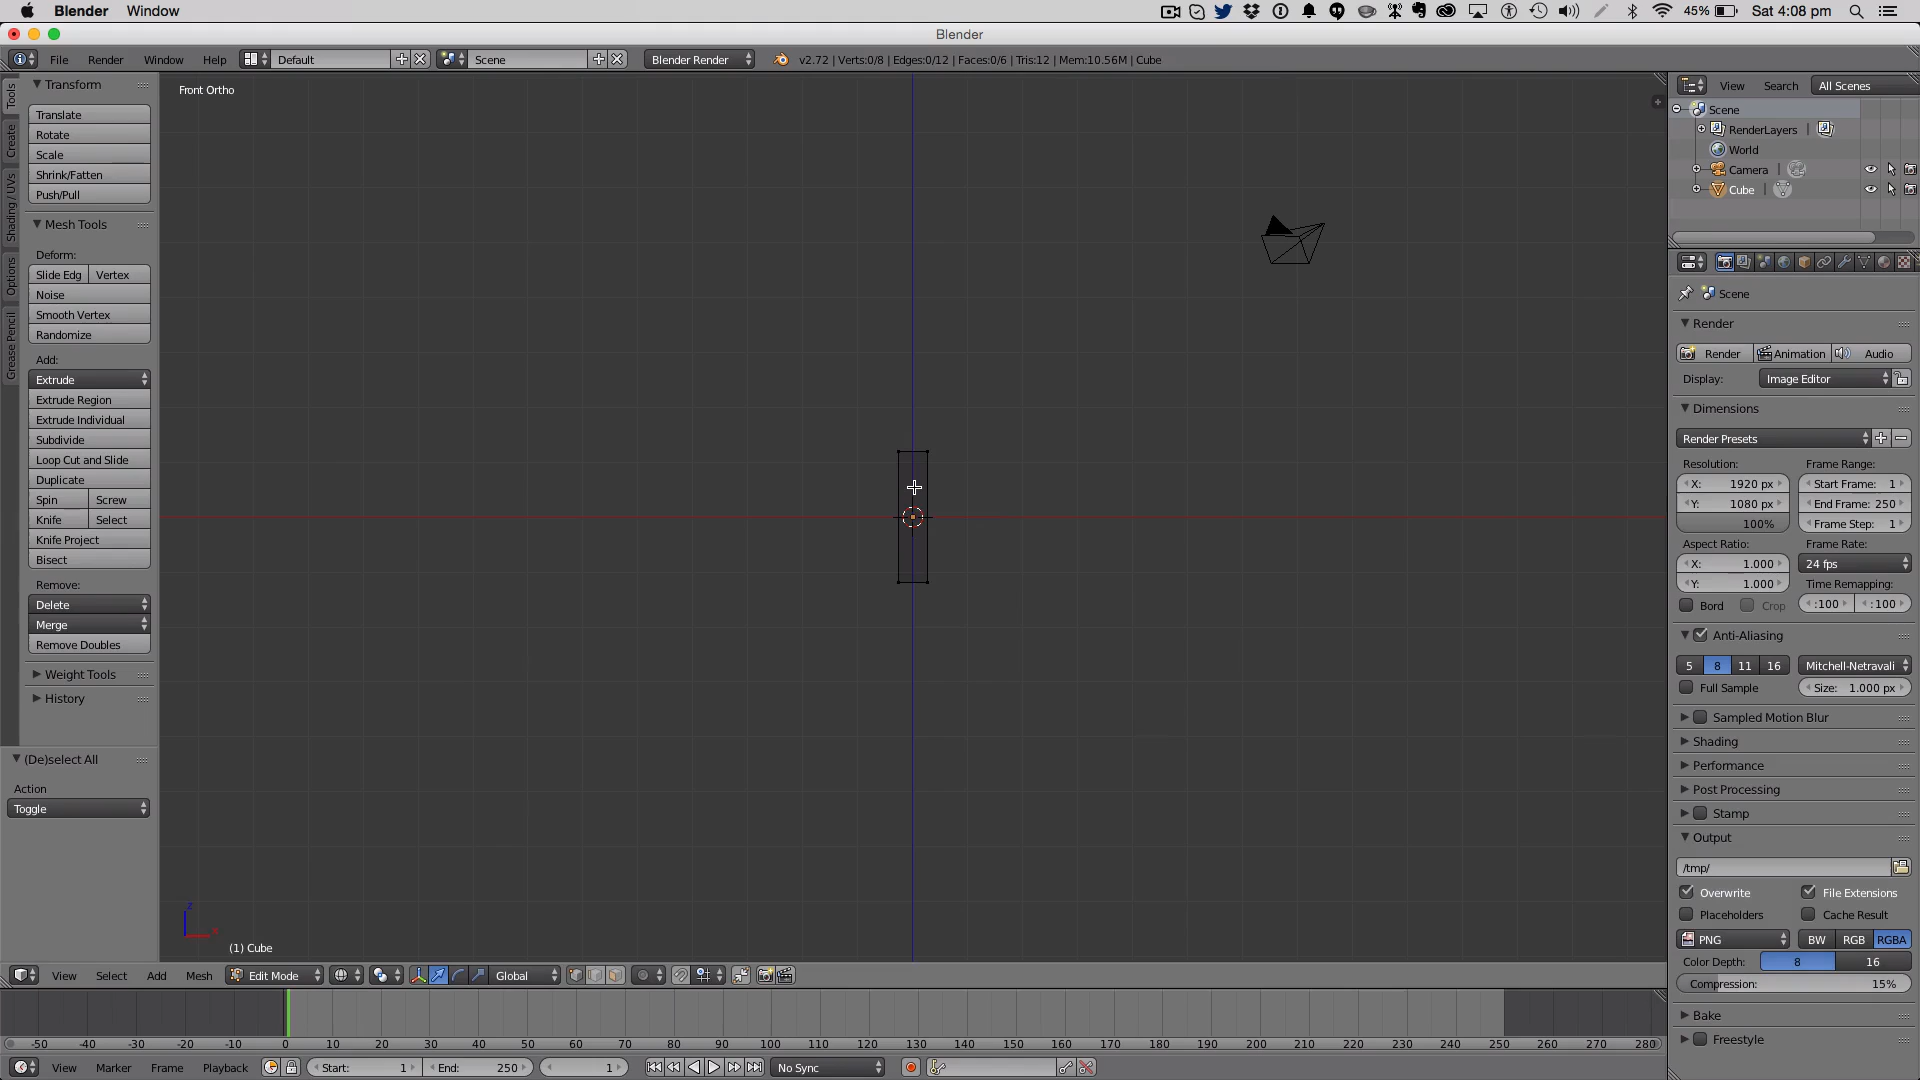 Blender Window 45% Sat 4:08 pm
Blender
File Render Window Help Default Scene Blender Render v2.72 | Verts:0/8 | Edges:0/12 | Faces:0/6 | Tris:12 | Mem:10.56M | Cube
Tools
Create
Shading / UVs
Options
Grease Pencil
Transform
Translate
Rotate
Scale
Shrink/Fatten
Push/Pull
Mesh Tools
Deform:
Slide Edg Vertex
Noise
Smooth Vertex
Randomize
Add:
Extrude
Extrude Region
Extrude Individual
Subdivide
Loop Cut and Slide
Duplicate
Spin Screw
Knife Select
Knife Project
Bisect
Remove:
Delete
Merge
Remove Doubles
Weight Tools
History
(De)select All
Action
Toggle
Front Ortho
z
x
(1) Cube
View Select Add Mesh Edit Mode Global
-50 -40 -30 -20 -10 0 10 20 30 40 50 60 70 80 90 100 110 120 130 140 150 160 170 180 190 200 210 220 230 240 250 260 270 280
View Marker Frame Playback Start: 1 End: 250 1 No Sync
View Search All Scenes
Scene
RenderLayers |
World
Camera |
Cube |
Scene
Render
Render Animation Audio
Display: Image Editor
Dimensions
Render Presets
Resolution: Frame Range:
X: 1920 px Start Frame: 1
Y: 1080 px End Frame: 250
100% Frame Step: 1
Aspect Ratio: Frame Rate:
X: 1.000 24 fps
Y: 1.000 Time Remapping:
Bord Crop :100 :100
Anti-Aliasing
5 8 11 16 Mitchell-Netravali
Full Sample Size: 1.000 px
Sampled Motion Blur
Shading
Performance
Post Processing
Stamp
Output
/tmp/
Overwrite File Extensions
Placeholders Cache Result
PNG BW RGB RGBA
Color Depth: 8 16
Compression: 15%
Bake
Freestyle